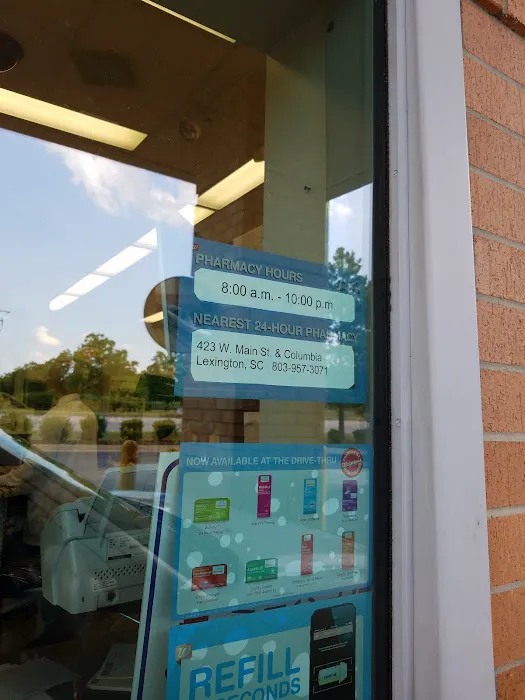 PHARMACY HOURS
8:00 a.m. - 10:00 p.m
NEAREST 24-HOUR PHARMACY
423 W. Main St. & Columbia
Lexington, SC 803-957-3071
NOW AVAILABLE AT THE DRIVE-THRU
REFILL
SECONDS